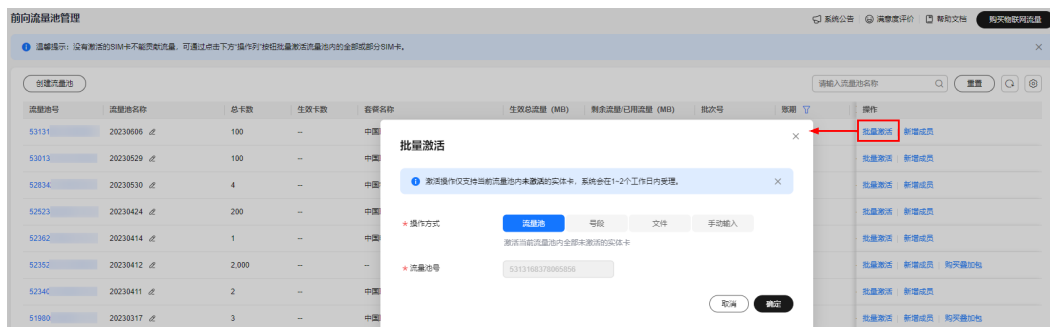 前向流量池管理
系统公告 满意度评价 帮助文档 购买物联网流量
温馨提示：没有激活的SIM卡不能贡献流量，可通过点击下方“操作列”按钮批量激活流量池内的全部或部分SIM卡。
创建流量池 请输入流量池名称 重置
流量池号 流量池名称 总卡数 生效卡数 套餐名称 生效总流量 (MB) 剩余流量/已用流量 (MB) 批次号 账期 操作
53131 20230606 100 -- 中国 批量激活 新增成员
53013 20230529 100 -- 中国 批量激活 新增成员
52834 20230530 4 -- 中国 批量激活 新增成员
52523 20230424 200 -- 中国 批量激活 新增成员
52362 20230414 1 -- 中国 批量激活 新增成员
52352 20230412 2,000 -- -- 批量激活 新增成员 购买叠加包
52340 20230411 2 -- 中国 批量激活 新增成员
51980 20230317 3 -- 中国 批量激活 新增成员 购买叠加包
批量激活
激活操作仅支持当前流量池内未激活的实体卡，系统会在1~2个工作日内受理。
* 操作方式 流量池 号段 文件 手动输入
激活当前流量池内全部未激活的实体卡
* 流量池号 5313168378065856
取消 确定